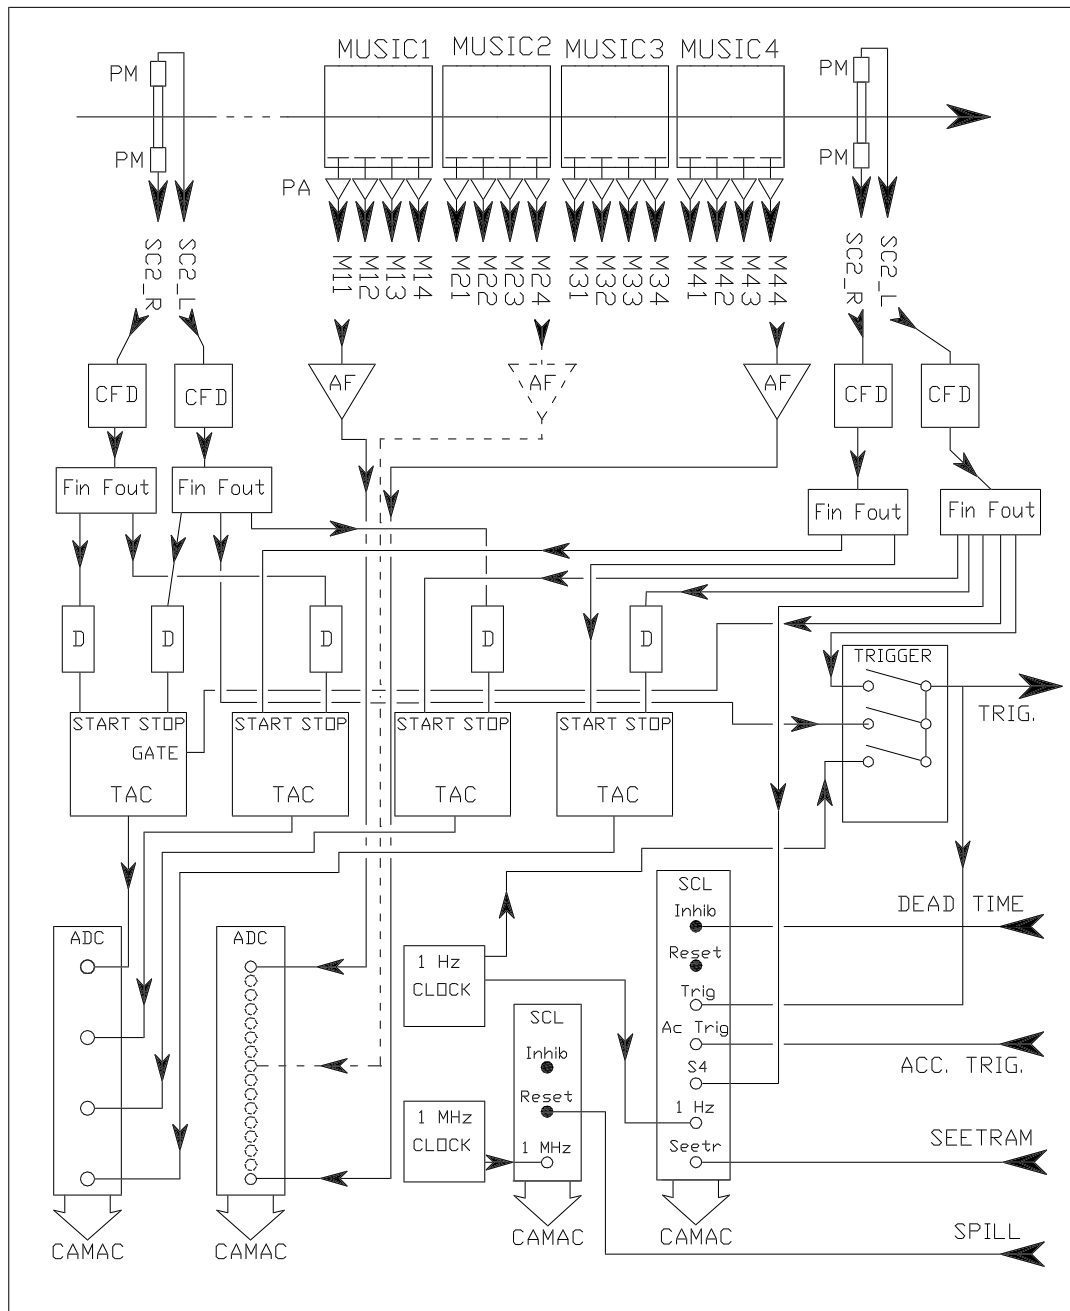 MUSIC1 MUSIC2 MUSIC3 MUSIC4
PM PM
PM PM
PA
SC2_R SC2_L M11 M12 M13 M14 M21 M22 M23 M24 M31 M32 M33 M34 M41 M42 M43 M44 SC2_R SC2_L
CFD CFD AF AF AF CFD CFD
Fin Fout Fin Fout Fin Fout Fin Fout
D D D D D
TRIGGER
TRIG.
START STOP START STOP START STOP START STOP
GATE
TAC TAC TAC TAC
SCL
Inhib
DEAD TIME
ADC ADC
Reset
1 Hz
CLOCK
Trig
SCL
Ac Trig
Inhib
S4
ACC. TRIG.
Reset
1 Hz
1 MHz
CLOCK
SEETRAM
1 MHz
Seetr
SPILL
CAMAC CAMAC CAMAC CAMAC